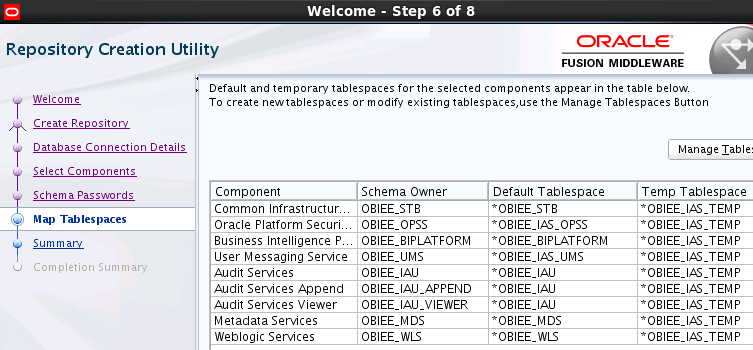 Welcome - Step 6 of 8
Repository Creation Utility
ORACLE
FUSION MIDDLEWARE
Welcome
Create Repository
Database Connection Details
Select Components
Schema Passwords
Map Tablespaces
Summary
Completion Summary
Default and temporary tablespaces for the selected components appear in the table below.
To create new tablespaces or modify existing tablespaces,use the Manage Tablespaces Button
Manage Tables
Component Schema Owner Default Tablespace Temp Tablespace
Common Infrastructur... OBIEE_STB *OBIEE_STB *OBIEE_IAS_TEMP
Oracle Platform Securi... OBIEE_OPSS *OBIEE_IAS_OPSS *OBIEE_IAS_TEMP
Business Intelligence P... OBIEE_BIPLATFORM *OBIEE_BIPLATFORM *OBIEE_IAS_TEMP
User Messaging Service OBIEE_UMS *OBIEE_IAS_UMS *OBIEE_IAS_TEMP
Audit Services OBIEE_IAU *OBIEE_IAU *OBIEE_IAS_TEMP
Audit Services Append OBIEE_IAU_APPEND *OBIEE_IAU *OBIEE_IAS_TEMP
Audit Services Viewer OBIEE_IAU_VIEWER *OBIEE_IAU *OBIEE_IAS_TEMP
Metadata Services OBIEE_MDS *OBIEE_MDS *OBIEE_IAS_TEMP
Weblogic Services OBIEE_WLS *OBIEE_WLS *OBIEE_IAS_TEMP